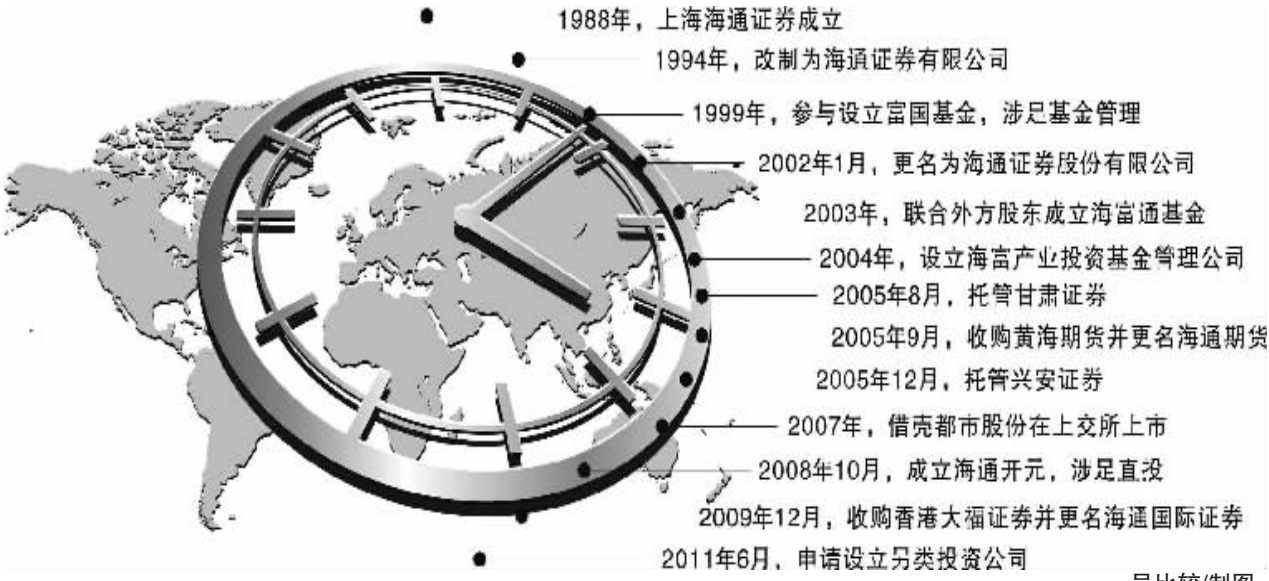 1988年，上海海通证券成立
1994年，改制为海通证券有限公司
1999年，参与设立富国基金，涉足基金管理
2002年1月，更名为海通证券股份有限公司
2003年，联合外方股东成立海富通基金
2004年，设立海富产业投资基金管理公司
2005年8月，托管甘肃证券
2005年9月，收购黄海期货并更名海通期货
2005年12月，托管兴安证券
2007年，借壳都市股份在上交所上市
2008年10月，成立海通开元，涉足直投
2009年12月，收购香港大福证券并更名海通国际证券
2011年6月，申请设立另类投资公司